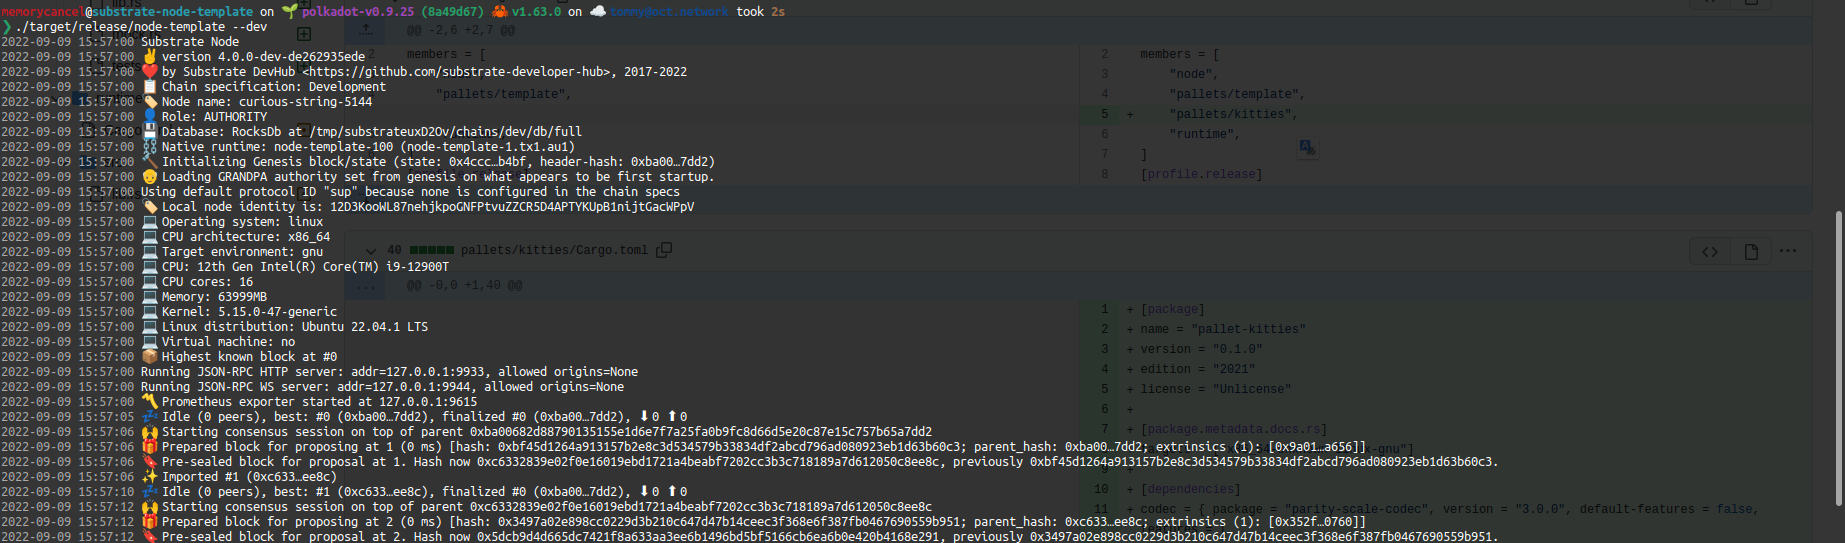 memorycancel@substrate-node-template on polkadot-v0.9.25 (8a49d67) v1.63.0 on tommy@oct.network took 2s
❯ ./target/release/node-template --dev
2022-09-09 15:57:00 Substrate Node
2022-09-09 15:57:00 ✌️ version 4.0.0-dev-de262935ede
2022-09-09 15:57:00 ❤️ by Substrate DevHub <https://github.com/substrate-developer-hub>, 2017-2022
2022-09-09 15:57:00 📋 Chain specification: Development
2022-09-09 15:57:00 🏷 Node name: curious-string-5144
2022-09-09 15:57:00 👤 Role: AUTHORITY
2022-09-09 15:57:00 💾 Database: RocksDb at /tmp/substrateuxD2Ov/chains/dev/db/full
2022-09-09 15:57:00 ⛓ Native runtime: node-template-100 (node-template-1.tx1.au1)
2022-09-09 15:57:00 🔨 Initializing Genesis block/state (state: 0x4ccc…b4bf, header-hash: 0xba00…7dd2)
2022-09-09 15:57:00 👴 Loading GRANDPA authority set from genesis on what appears to be first startup.
2022-09-09 15:57:00 Using default protocol ID "sup" because none is configured in the chain specs
2022-09-09 15:57:00 🏷 Local node identity is: 12D3KooWL87nehjkpoGNFPtvuZZCR5D4APTYKUpB1nijtGacWPpV
2022-09-09 15:57:00 💻 Operating system: linux
2022-09-09 15:57:00 💻 CPU architecture: x86_64
2022-09-09 15:57:00 💻 Target environment: gnu
2022-09-09 15:57:00 💻 CPU: 12th Gen Intel(R) Core(TM) i9-12900T
2022-09-09 15:57:00 💻 CPU cores: 16
2022-09-09 15:57:00 💻 Memory: 63999MB
2022-09-09 15:57:00 💻 Kernel: 5.15.0-47-generic
2022-09-09 15:57:00 💻 Linux distribution: Ubuntu 22.04.1 LTS
2022-09-09 15:57:00 💻 Virtual machine: no
2022-09-09 15:57:00 📦 Highest known block at #0
2022-09-09 15:57:00 Running JSON-RPC HTTP server: addr=127.0.0.1:9933, allowed origins=None
2022-09-09 15:57:00 Running JSON-RPC WS server: addr=127.0.0.1:9944, allowed origins=None
2022-09-09 15:57:00 〽️ Prometheus exporter started at 127.0.0.1:9615
2022-09-09 15:57:05 💤 Idle (0 peers), best: #0 (0xba00…7dd2), finalized #0 (0xba00…7dd2), ⬇ 0 ⬆ 0
2022-09-09 15:57:06 🙌 Starting consensus session on top of parent 0xba00682d88790135155e1d6e7f7a25fa0b9fc8d66d5e20c87e15c757b65a7dd2
2022-09-09 15:57:06 🎁 Prepared block for proposing at 1 (0 ms) [hash: 0xbf45d1264a913157b2e8c3d534579b33834df2abcd796ad080923eb1d63b60c3; parent_hash: 0xba00…7dd2; extrinsics (1): [0x9a01…a656]]
2022-09-09 15:57:06 🔖 Pre-sealed block for proposal at 1. Hash now 0xc6332839e02f0e16019ebd1721a4beabf7202cc3b3c718189a7d612050c8ee8c, previously 0xbf45d1264a913157b2e8c3d534579b33834df2abcd796ad080923eb1d63b60c3.
2022-09-09 15:57:06 ✨ Imported #1 (0xc633…ee8c)
2022-09-09 15:57:10 💤 Idle (0 peers), best: #1 (0xc633…ee8c), finalized #0 (0xba00…7dd2), ⬇ 0 ⬆ 0
2022-09-09 15:57:12 🙌 Starting consensus session on top of parent 0xc6332839e02f0e16019ebd1721a4beabf7202cc3b3c718189a7d612050c8ee8c
2022-09-09 15:57:12 🎁 Prepared block for proposing at 2 (0 ms) [hash: 0x3497a02e898cc0229d3b210c647d47b14ceec3f368e6f387fb0467690559b951; parent_hash: 0xc633…ee8c; extrinsics (1): [0x352f…0760]]
2022-09-09 15:57:12 🔖 Pre-sealed block for proposal at 2. Hash now 0x5dcb9d4d665dc7421f8a633aa3ee6b1496bd5bf5166cb6ea6b0e420b4168e291, previously 0x3497a02e898cc0229d3b210c647d47b14ceec3f368e6f387fb0467690559b951.
@@ -2,6 +2,7 @@
2 members = [
"pallets/template",
2 members = [
3 "node",
4 "pallets/template",
5 + "pallets/kitties",
6 "runtime",
7 ]
8 [profile.release]
40 pallets/kitties/Cargo.toml
@@ -0,0 +1,40 @@
1 + [package]
2 + name = "pallet-kitties"
3 + version = "0.1.0"
4 + edition = "2021"
5 + license = "Unlicense"
6 +
7 + [package.metadata.docs.rs]
10 + [dependencies]
11 + codec = { package = "parity-scale-codec", version = "3.0.0", default-features = false,